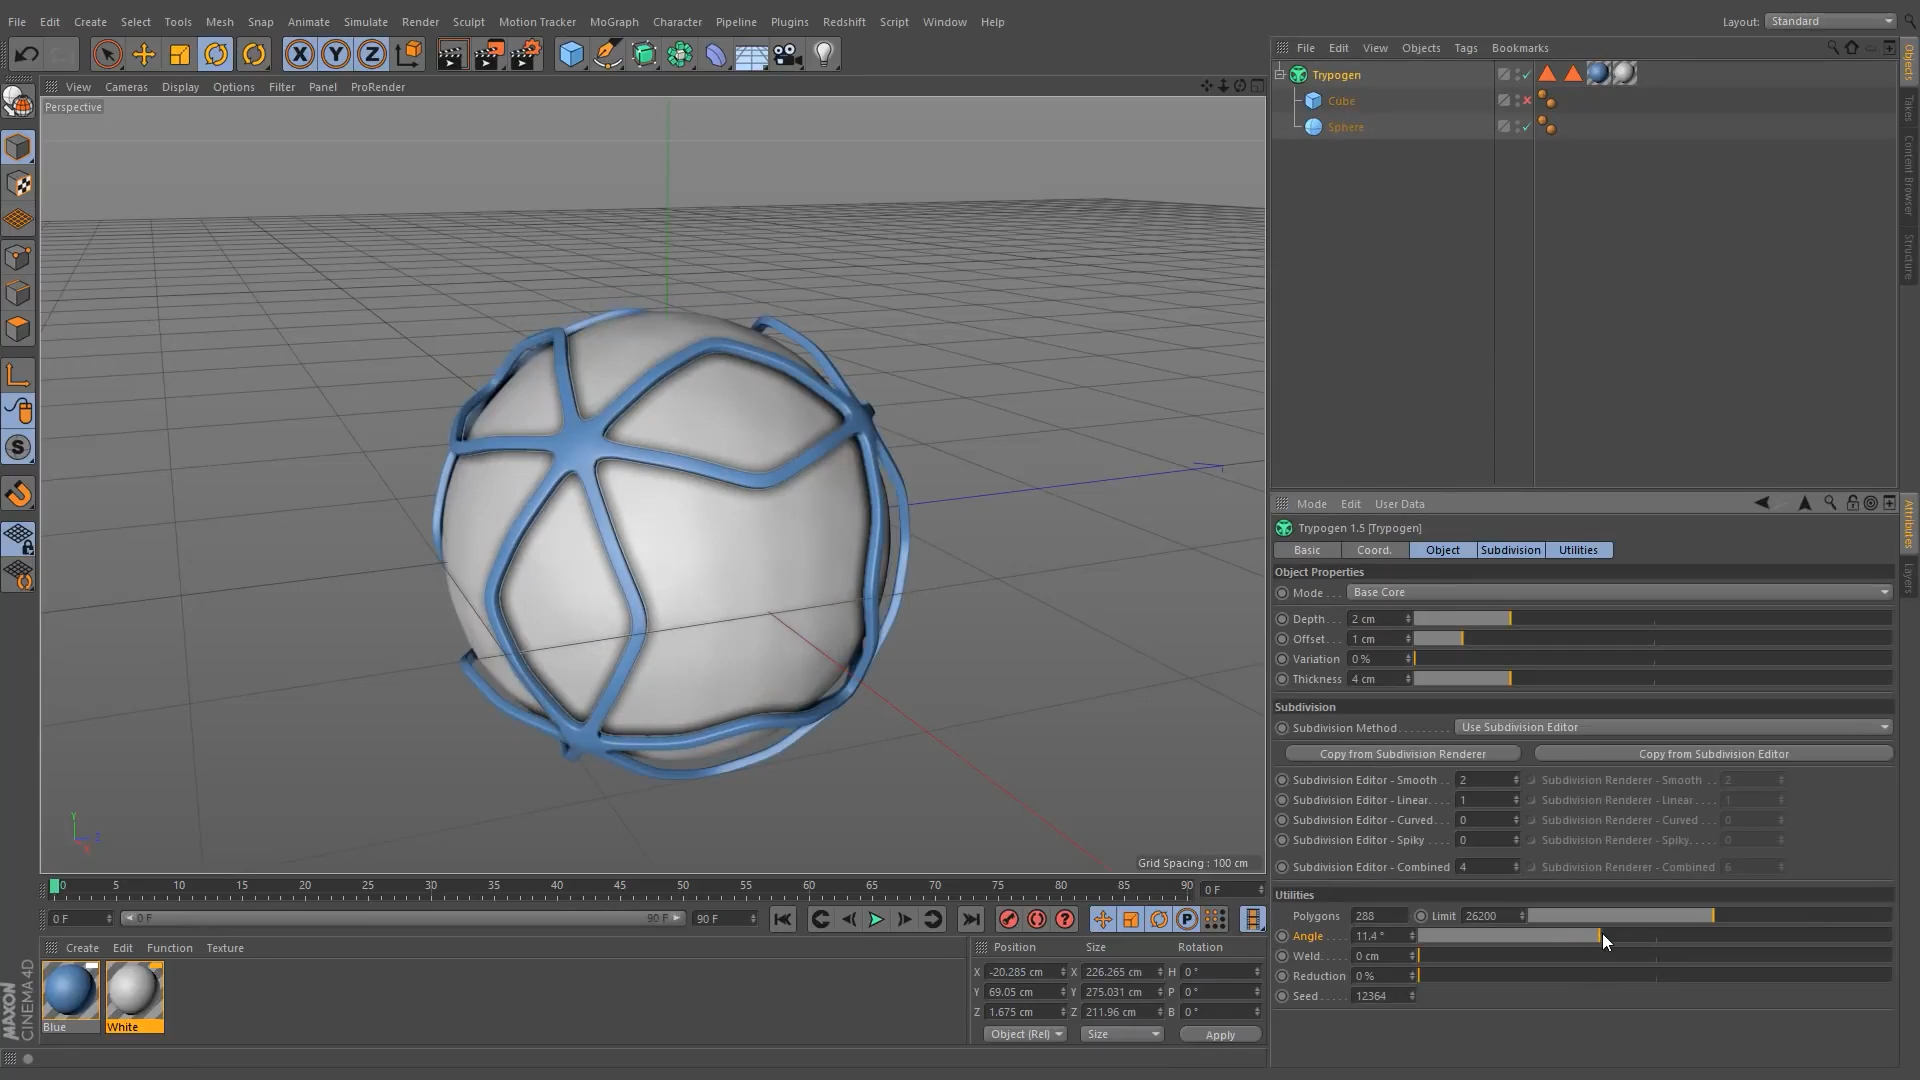 File Edit Create Select Tools Mesh Snap Animate Simulate Render Sculpt Motion Tracker MoGraph Character Pipeline Plugins Redshift Script Window Help Layout: Standard
X Y Z
File Edit View Objects Tags Bookmarks
Trypogen
Cube
Sphere
Objects
Takes
Content Browser
Structure
View Cameras Display Options Filter Panel ProRender
Perspective
S
Y
Z
X
Grid Spacing : 100 cm
Mode Edit User Data
Trypogen 1.5 [Trypogen]
Basic Coord. Object Subdivision Utilities
Attributes
Layers
Object Properties
Mode . . . Base Core
Depth . . . 2 cm
Offset . . . 1 cm
Variation 0 %
Thickness 4 cm
Subdivision
Subdivision Method . . . . . . . . . Use Subdivision Editor
Copy from Subdivision Renderer Copy from Subdivision Editor
Subdivision Editor - Smooth . . 2 Subdivision Renderer - Smooth . . 2
Subdivision Editor - Linear . . . . 1 Subdivision Renderer - Linear . . . . 1
Subdivision Editor - Curved . . . 0 Subdivision Renderer - Curved . . . 0
Subdivision Editor - Spiky . . . . 0 Subdivision Renderer - Spiky . . . . 0
Subdivision Editor - Combined 4 Subdivision Renderer - Combined 6
Utilities
Polygons 288 Limit 26200
Angle . . . . 11.4 °
Weld . . . . 0 cm
Reduction 0 %
Seed . . . . . 12364
0 5 10 15 20 25 30 35 40 45 50 55 60 65 70 75 80 85 90 0 F
0 F 0 F 90 F 90 F
P
Create Edit Function Texture
Blue White
Position Size Rotation
X -20.285 cm X 226.265 cm H 0 °
Y 69.05 cm Y 275.031 cm P 0 °
Z 1.675 cm Z 211.96 cm B 0 °
Object (Rel) Size Apply
MAXON
CINEMA 4D